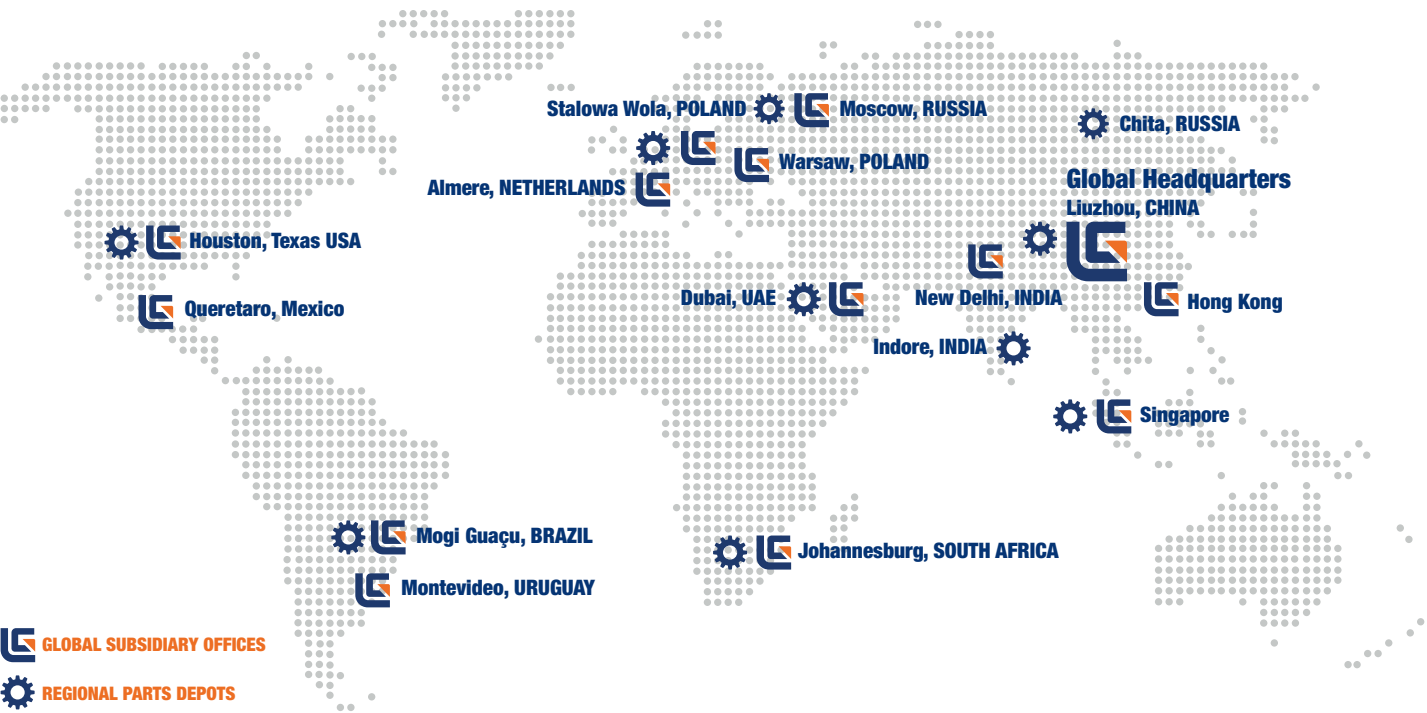 Stalowa Wola, POLAND
Moscow, RUSSIA
Chita, RUSSIA
Warsaw, POLAND
Almere, NETHERLANDS
Global Headquarters
Liuzhou, CHINA
Houston, Texas USA
Queretaro, Mexico
Dubai, UAE
New Delhi, INDIA
Hong Kong
Indore, INDIA
Singapore
Mogi Guaçu, BRAZIL
Johannesburg, SOUTH AFRICA
Montevideo, URUGUAY
GLOBAL SUBSIDIARY OFFICES
REGIONAL PARTS DEPOTS